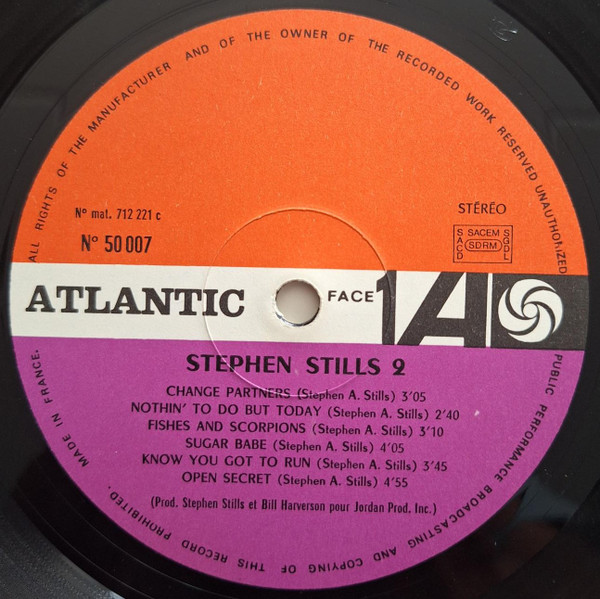 ALL RIGHTS OF THE MANUFACTURER AND OF THE OWNER OF THE RECORDED WORK RESERVED UNAUTHORIZED
PUBLIC PERFORMANCE BROADCASTING AND COPYING OF THIS RECORD PROHIBITED. MADE IN FRANCE.
Nº mat. 712 221 c
Nº 50 007
STÉRÉO
SACD
SACEM
SDRM
SGDL
ATLANTIC
FACE 1
A
STEPHEN STILLS 2
CHANGE PARTNERS (Stephen A. Stills) 3'05
NOTHIN' TO DO BUT TODAY (Stephen A. Stills) 2'40
FISHES AND SCORPIONS (Stephen A. Stills) 3'10
SUGAR BABE (Stephen A. Stills) 4'05
KNOW YOU GOT TO RUN (Stephen A. Stills) 3'45
OPEN SECRET (Stephen A. Stills) 4'55
(Prod. Stephen Stills et Bill Harverson pour Jordan Prod, Inc.)